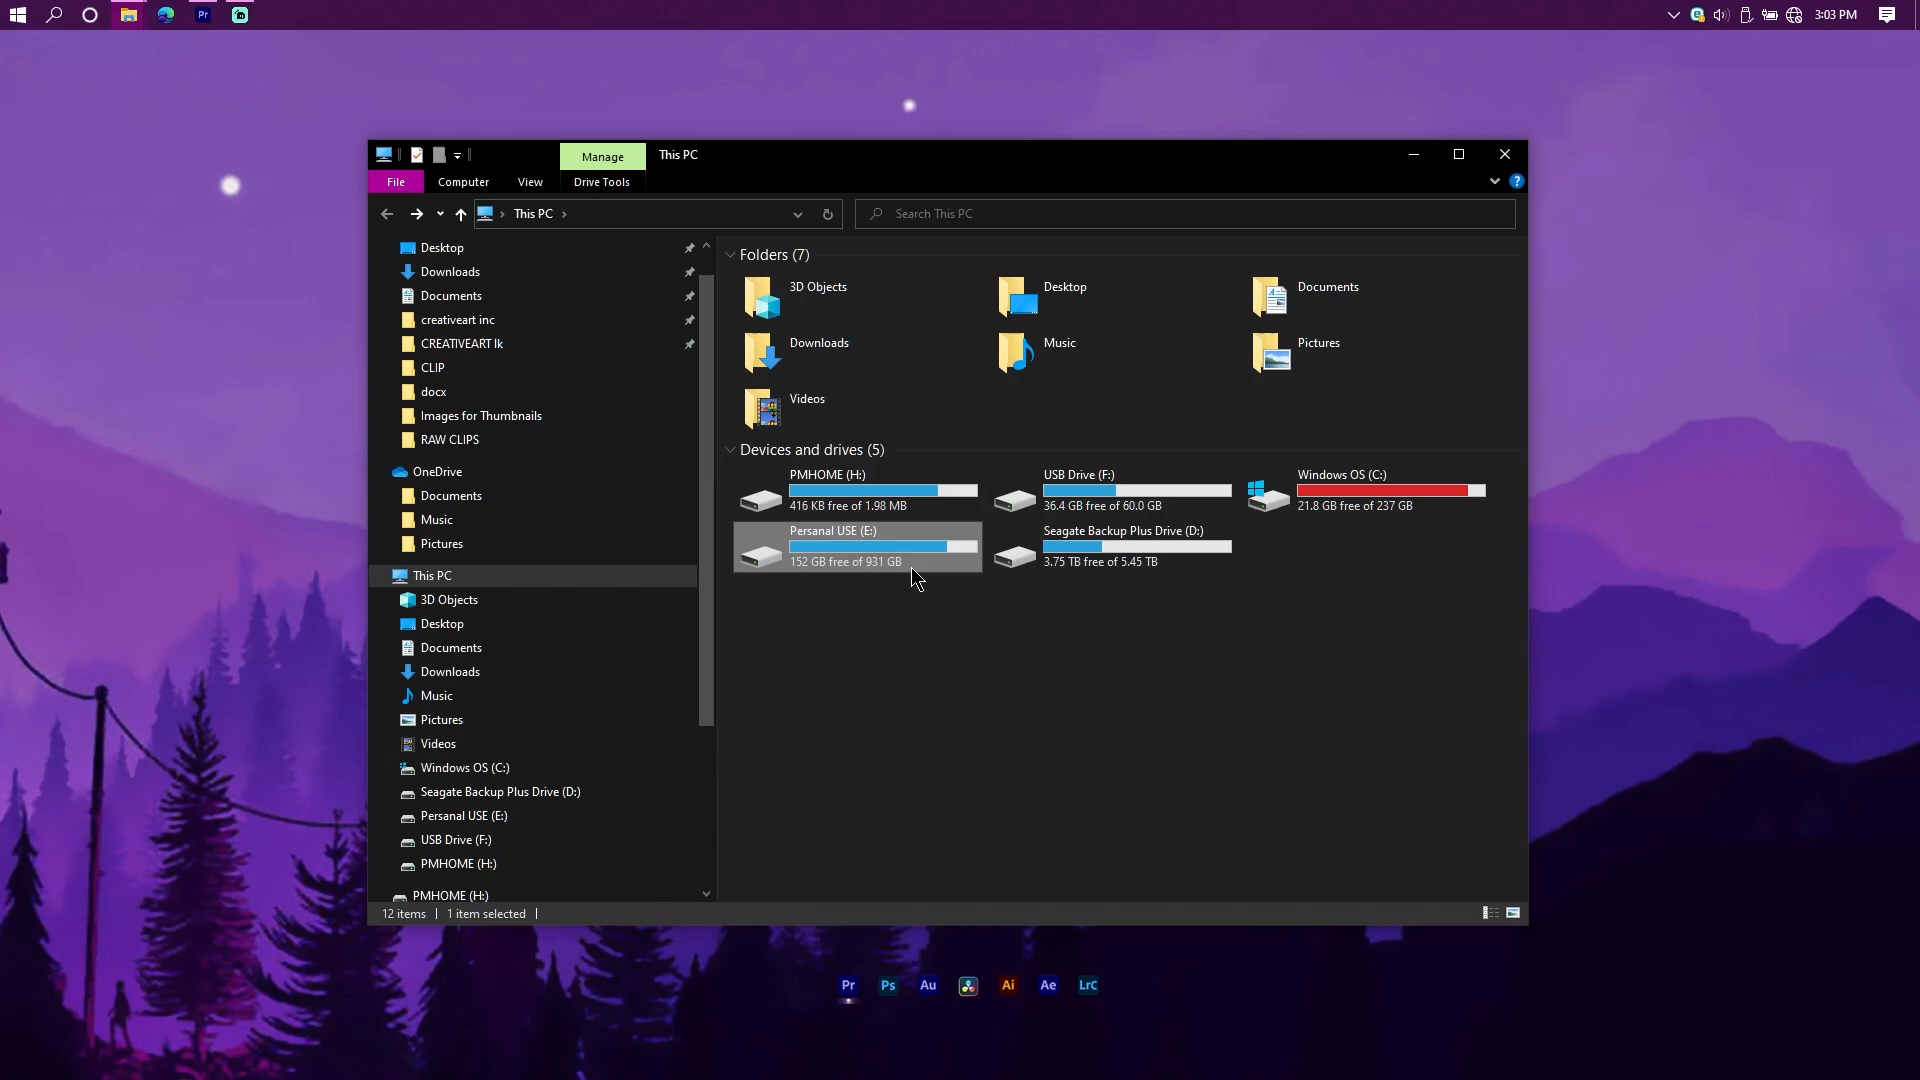 Pr
3:03 PM
Manage
This PC
File
Computer
View
Drive Tools
This PC
Search This PC
Desktop
Downloads
Documents
creativeart inc
CREATIVEART lk
CLIP
docx
Images for Thumbnails
RAW CLIPS
OneDrive
Documents
Music
Pictures
This PC
3D Objects
Desktop
Documents
Downloads
Music
Pictures
Videos
Windows OS (C:)
Seagate Backup Plus Drive (D:)
Persanal USE (E:)
USB Drive (F:)
PMHOME (H:)
PMHOME (H:)
Folders (7)
3D Objects
Desktop
Documents
Downloads
Music
Pictures
Videos
Devices and drives (5)
PMHOME (H:)
416 KB free of 1.98 MB
USB Drive (F:)
36.4 GB free of 60.0 GB
Windows OS (C:)
21.8 GB free of 237 GB
Persanal USE (E:)
152 GB free of 931 GB
Seagate Backup Plus Drive (D:)
3.75 TB free of 5.45 TB
12 items
1 item selected
Pr
Ps
Au
Ai
Ae
LrC